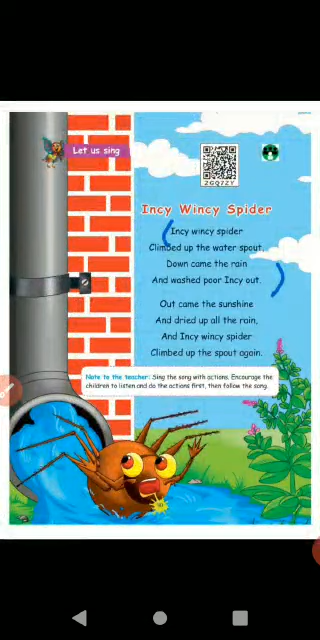 Let us sing
ZGQ7ZY
Incy Wincy Spider
Incy wincy spider
Climbed up the water spout.
Down came the rain
And washed poor Incy out.
Out came the sunshine
And dried up all the rain,
And Incy wincy spider
Climbed up the spout again.
Note to the teacher: Sing the song with actions. Encourage the
children to listen and do the actions first, then follow the song.